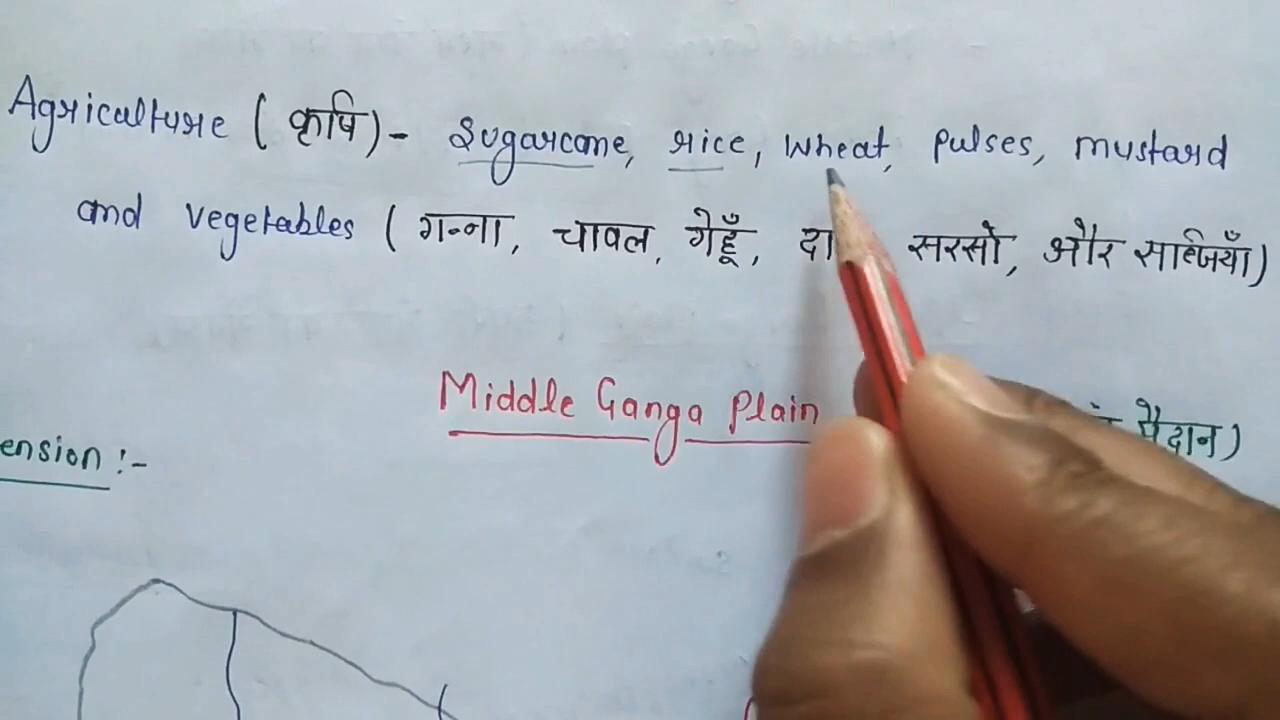 Agriculture (कृषि)- Sugarcane, rice, wheat, pulses, mustard
and vegetables (गन्ना, चावल, गेहूँ, सरसो, और सब्जियाँ)
Middle Ganga Plain मैदान)
ension :-